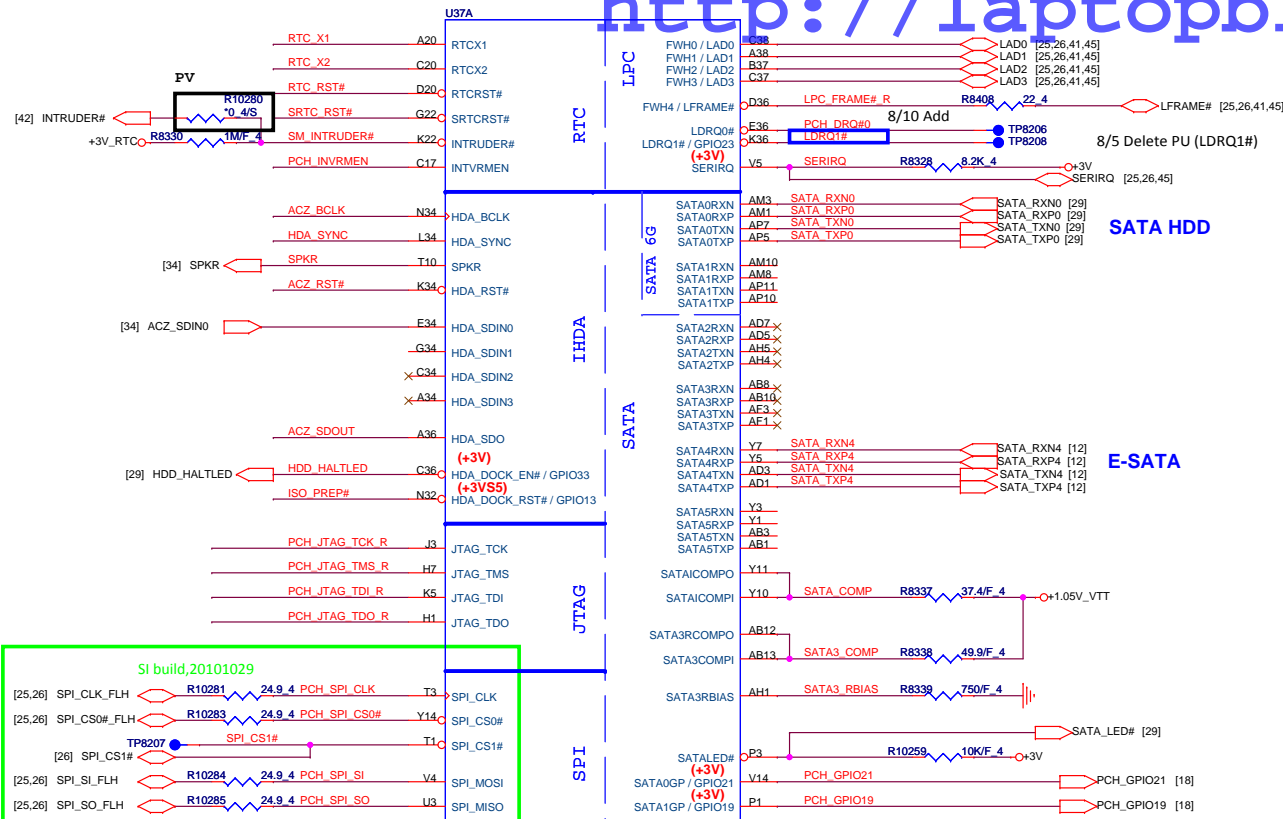 http://laptopbl
U37A
RTC_X1 A20 RTCX1
RTC_X2 C20 RTCX2
PV
RTC_RST# D20 RTCRST#
R10280
*0_4/S
[42] INTRUDER#
SRTC_RST# G22 SRTCRST#
+3V_RTC R8330 1M/F_4 SM_INTRUDER# K22 INTRUDER#
PCH_INVRMEN C17 INTVRMEN
RTC
LPC
ACZ_BCLK N34 HDA_BCLK
HDA_SYNC L34 HDA_SYNC
[34] SPKR SPKR T10 SPKR
ACZ_RST# K34 HDA_RST#
[34] ACZ_SDIN0 E34 HDA_SDIN0
G34 HDA_SDIN1
C34 HDA_SDIN2
A34 HDA_SDIN3
IHDA
ACZ_SDOUT A36 HDA_SDO
(+3V)
[29] HDD_HALTLED HDD_HALTLED C36 HDA_DOCK_EN# / GPIO33
(+3VS5)
ISO_PREP# N32 HDA_DOCK_RST# / GPIO13
PCH_JTAG_TCK_R J3 JTAG_TCK
PCH_JTAG_TMS_R H7 JTAG_TMS
PCH_JTAG_TDI_R K5 JTAG_TDI
PCH_JTAG_TDO_R H1 JTAG_TDO
JTAG
SI build,20101029
[25,26] SPI_CLK_FLH R10281 24.9_4 PCH_SPI_CLK T3 SPI_CLK
[25,26] SPI_CS0#_FLH R10283 24.9_4 PCH_SPI_CS0# Y14 SPI_CS0#
TP8207 SPI_CS1# T1 SPI_CS1#
[26] SPI_CS1#
[25,26] SPI_SI_FLH R10284 24.9_4 PCH_SPI_SI V4 SPI_MOSI
[25,26] SPI_SO_FLH R10285 24.9_4 PCH_SPI_SO U3 SPI_MISO
SPI
FWH0 / LAD0 C38 LAD0 [25,26,41,45]
FWH1 / LAD1 A38 LAD1 [25,26,41,45]
FWH2 / LAD2 B37 LAD2 [25,26,41,45]
FWH3 / LAD3 C37 LAD3 [25,26,41,45]
FWH4 / LFRAME# D36 LPC_FRAME#_R R8408 22_4 LFRAME# [25,26,41,45]
8/10 Add
LDRQ0# E36 PCH_DRQ#0 TP8206
LDRQ1# / GPIO23 K36 LDRQ1# TP8208
8/5 Delete PU (LDRQ1#)
(+3V)
SERIRQ V5 SERIRQ R8328 8.2K_4 +3V
SERIRQ [25,26,45]
SATA 6G
SATA0RXN AM3 SATA_RXN0 SATA_RXN0 [29]
SATA0RXP AM1 SATA_RXP0 SATA_RXP0 [29]
SATA0TXN AP7 SATA_TXN0 SATA_TXN0 [29]
SATA0TXP AP5 SATA_TXP0 SATA_TXP0 [29]
SATA HDD
SATA1RXN AM10
SATA1RXP AM8
SATA1TXN AP11
SATA1TXP AP10
SATA2RXN AD7
SATA2RXP AD5
SATA2TXN AH5
SATA2TXP AH4
SATA3RXN AB8
SATA3RXP AB10
SATA3TXN AF3
SATA3TXP AF1
SATA
SATA4RXN Y7 SATA_RXN4 SATA_RXN4 [12]
SATA4RXP Y5 SATA_RXP4 SATA_RXP4 [12]
SATA4TXN AD3 SATA_TXN4 SATA_TXN4 [12]
SATA4TXP AD1 SATA_TXP4 SATA_TXP4 [12]
E-SATA
SATA5RXN Y3
SATA5RXP Y1
SATA5TXN AB3
SATA5TXP AB1
SATAICOMPO Y11
SATAICOMPI Y10 SATA_COMP R8337 37.4/F_4 +1.05V_VTT
SATA3RCOMPO AB12
SATA3COMPI AB13 SATA3_COMP R8338 49.9/F_4
SATA3RBIAS AH1 SATA3_RBIAS R8339 750/F_4
SATA_LED# [29]
SATALED# P3 R10259 10K/F_4 +3V
(+3V)
SATA0GP / GPIO21 V14 PCH_GPIO21 PCH_GPIO21 [18]
(+3V)
SATA1GP / GPIO19 P1 PCH_GPIO19 PCH_GPIO19 [18]